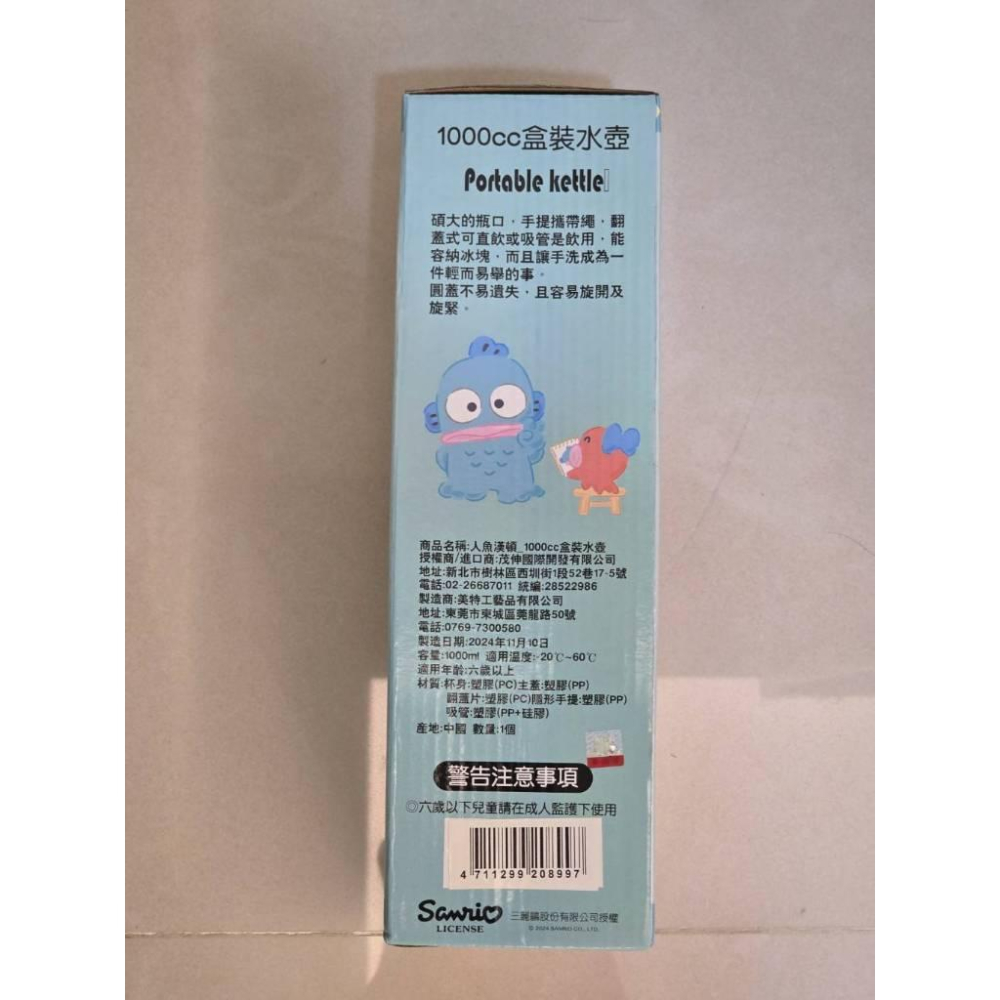 1000cc盒裝水壺
Portable kettle
碩大的瓶口，手提攜帶繩，翻
蓋式可直飲或吸管是飲用，能
容納冰塊，而且讓手洗成為一
件輕而易舉的事。
圓蓋不易遺失，且容易旋開及
旋緊。
商品名稱:人魚漢頓_1000cc盒裝水壺
授權商/進口商:茂伸國際開發有限公司
地址:新北市樹林區西圳街1段52巷17-5號
電話:02-26687011 統編:28522986
製造商:美特工藝品有限公司
地址:東莞市東城區莞龍路50號
電話:0769-7300580
製造日期:2024年11月10日
容量:1000ml 適用溫度:-20℃~60℃
適用年齡:六歲以上
材質:杯身:塑膠(PC)主蓋:塑膠(PP)
翻蓋片:塑膠(PC)隱形手提:塑膠(PP)
吸管:塑膠(PP+硅膠)
產地:中國 數量:1個
警告注意事項
◎六歲以下兒童請在成人監護下使用
4 711299 208997
Sanrio
LICENSE
三麗鷗股份有限公司授權
© 2024 SANRIO CO., LTD.